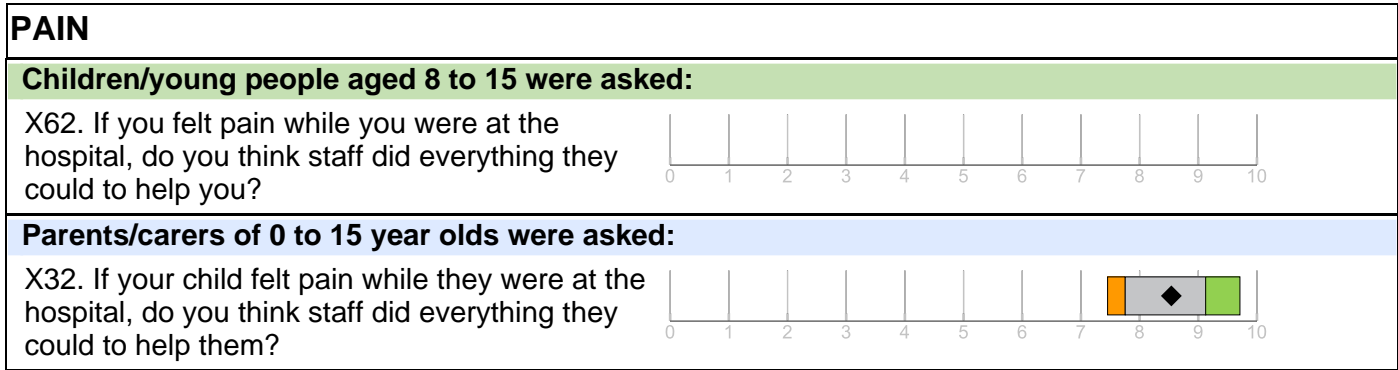 PAIN
Children/young people aged 8 to 15 were asked:
X62. If you felt pain while you were at the
hospital, do you think staff did everything they
could to help you?
0 1 2 3 4 5 6 7 8 9 10
Parents/carers of 0 to 15 year olds were asked:
X32. If your child felt pain while they were at the
hospital, do you think staff did everything they
could to help them?
0 1 2 3 4 5 6 7 8 9 10